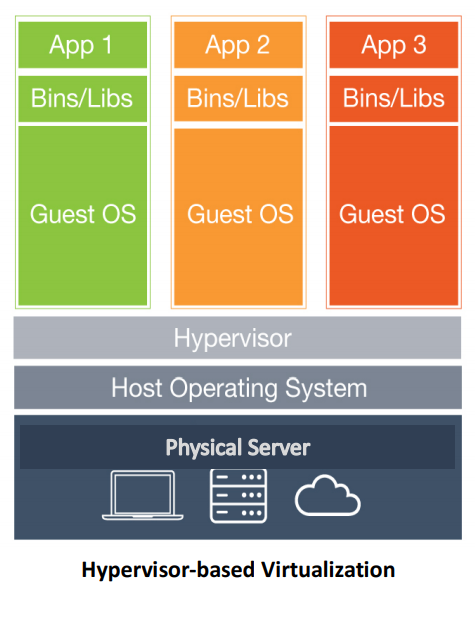 App 1 App 2 App 3
Bins/Libs Bins/Libs Bins/Libs
Guest OS Guest OS Guest OS
Hypervisor
Host Operating System
Physical Server
Hypervisor-based Virtualization